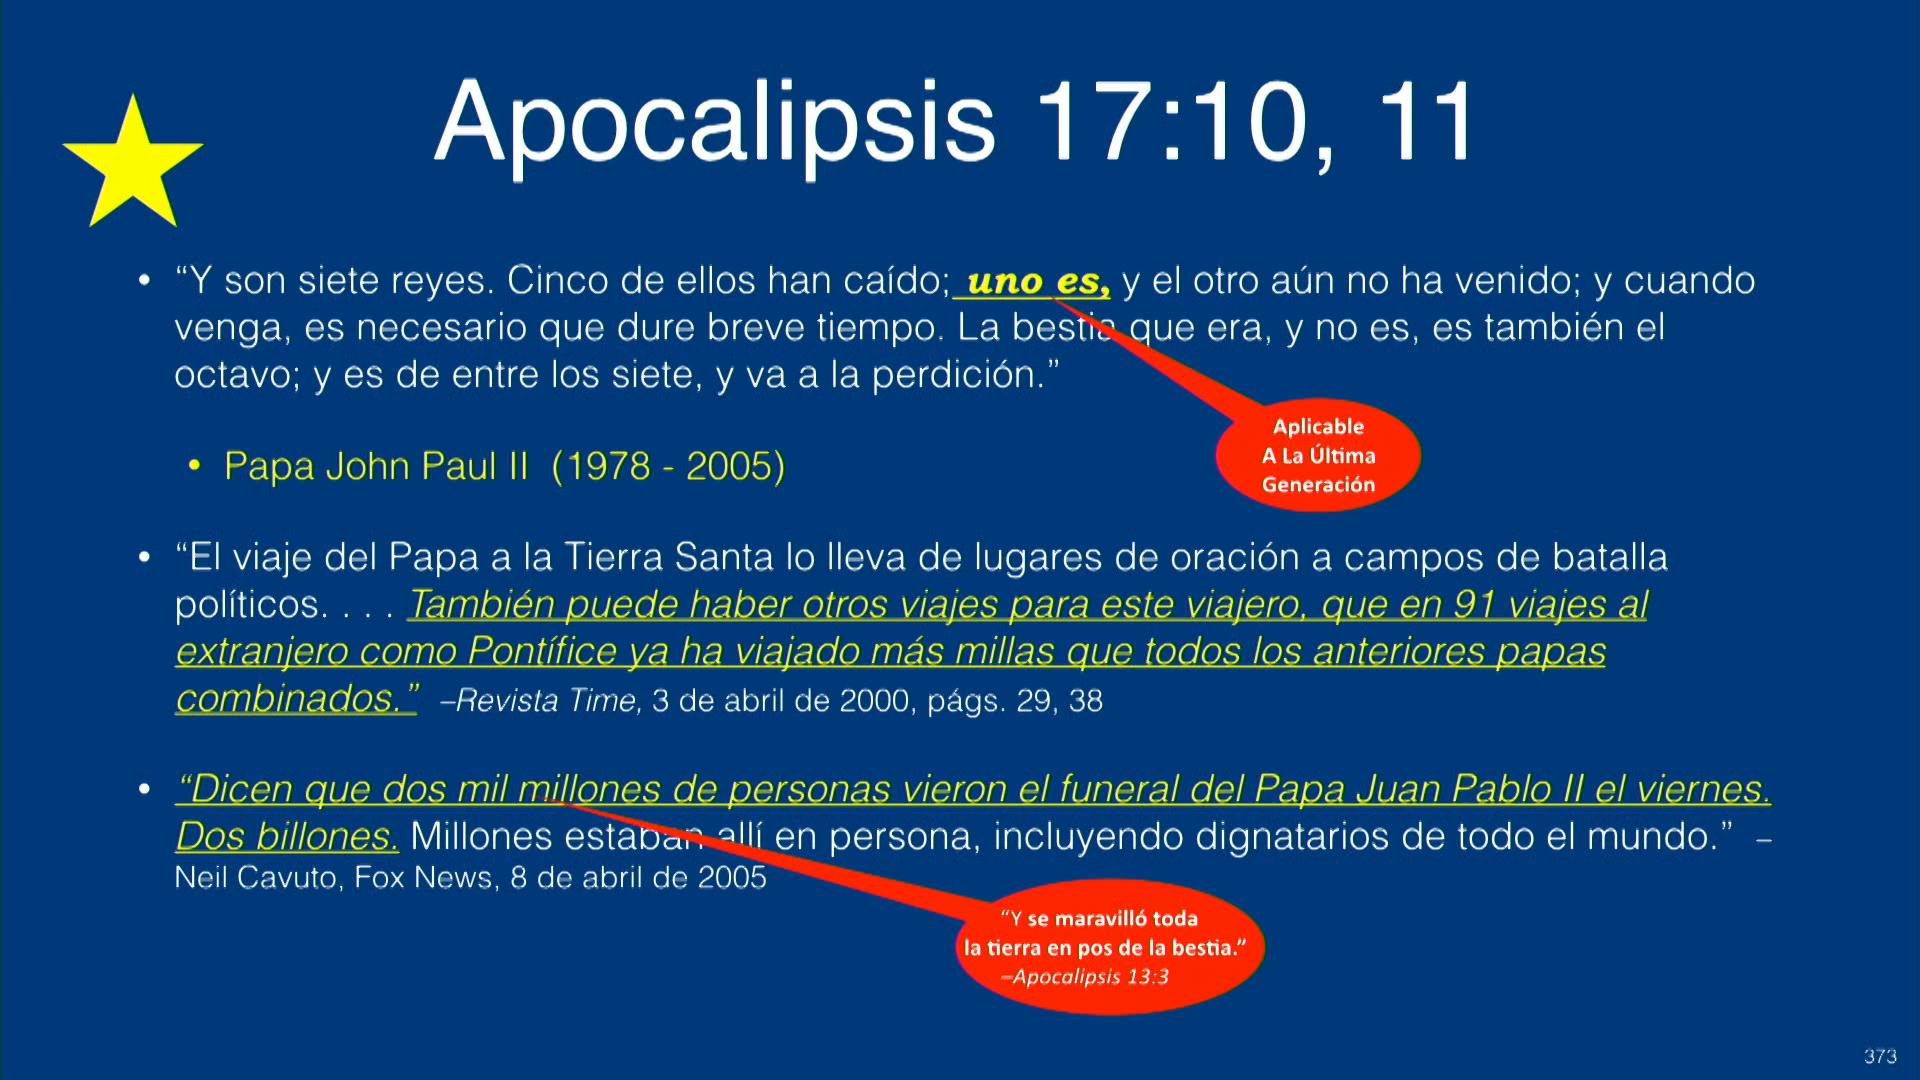 Apocalipsis 17:10, 11
• “Y son siete reyes. Cinco de ellos han caído; uno es, y el otro aún no ha venido; y cuando
venga, es necesario que dure breve tiempo. La bestia que era, y no es, es también el
octavo; y es de entre los siete, y va a la perdición.”
Aplicable
A La Última
Generación
• Papa John Paul II (1978 - 2005)
• “El viaje del Papa a la Tierra Santa lo lleva de lugares de oración a campos de batalla
políticos. . . . También puede haber otros viajes para este viajero, que en 91 viajes al
extranjero como Pontífice ya ha viajado más millas que todos los anteriores papas
combinados.” –Revista Time, 3 de abril de 2000, págs. 29, 38
• “Dicen que dos mil millones de personas vieron el funeral del Papa Juan Pablo II el viernes.
Dos billones. Millones estaban allí en persona, incluyendo dignatarios de todo el mundo.” –
Neil Cavuto, Fox News, 8 de abril de 2005
“Y se maravilló toda
la tierra en pos de la bestia.”
–Apocalipsis 13:3
373